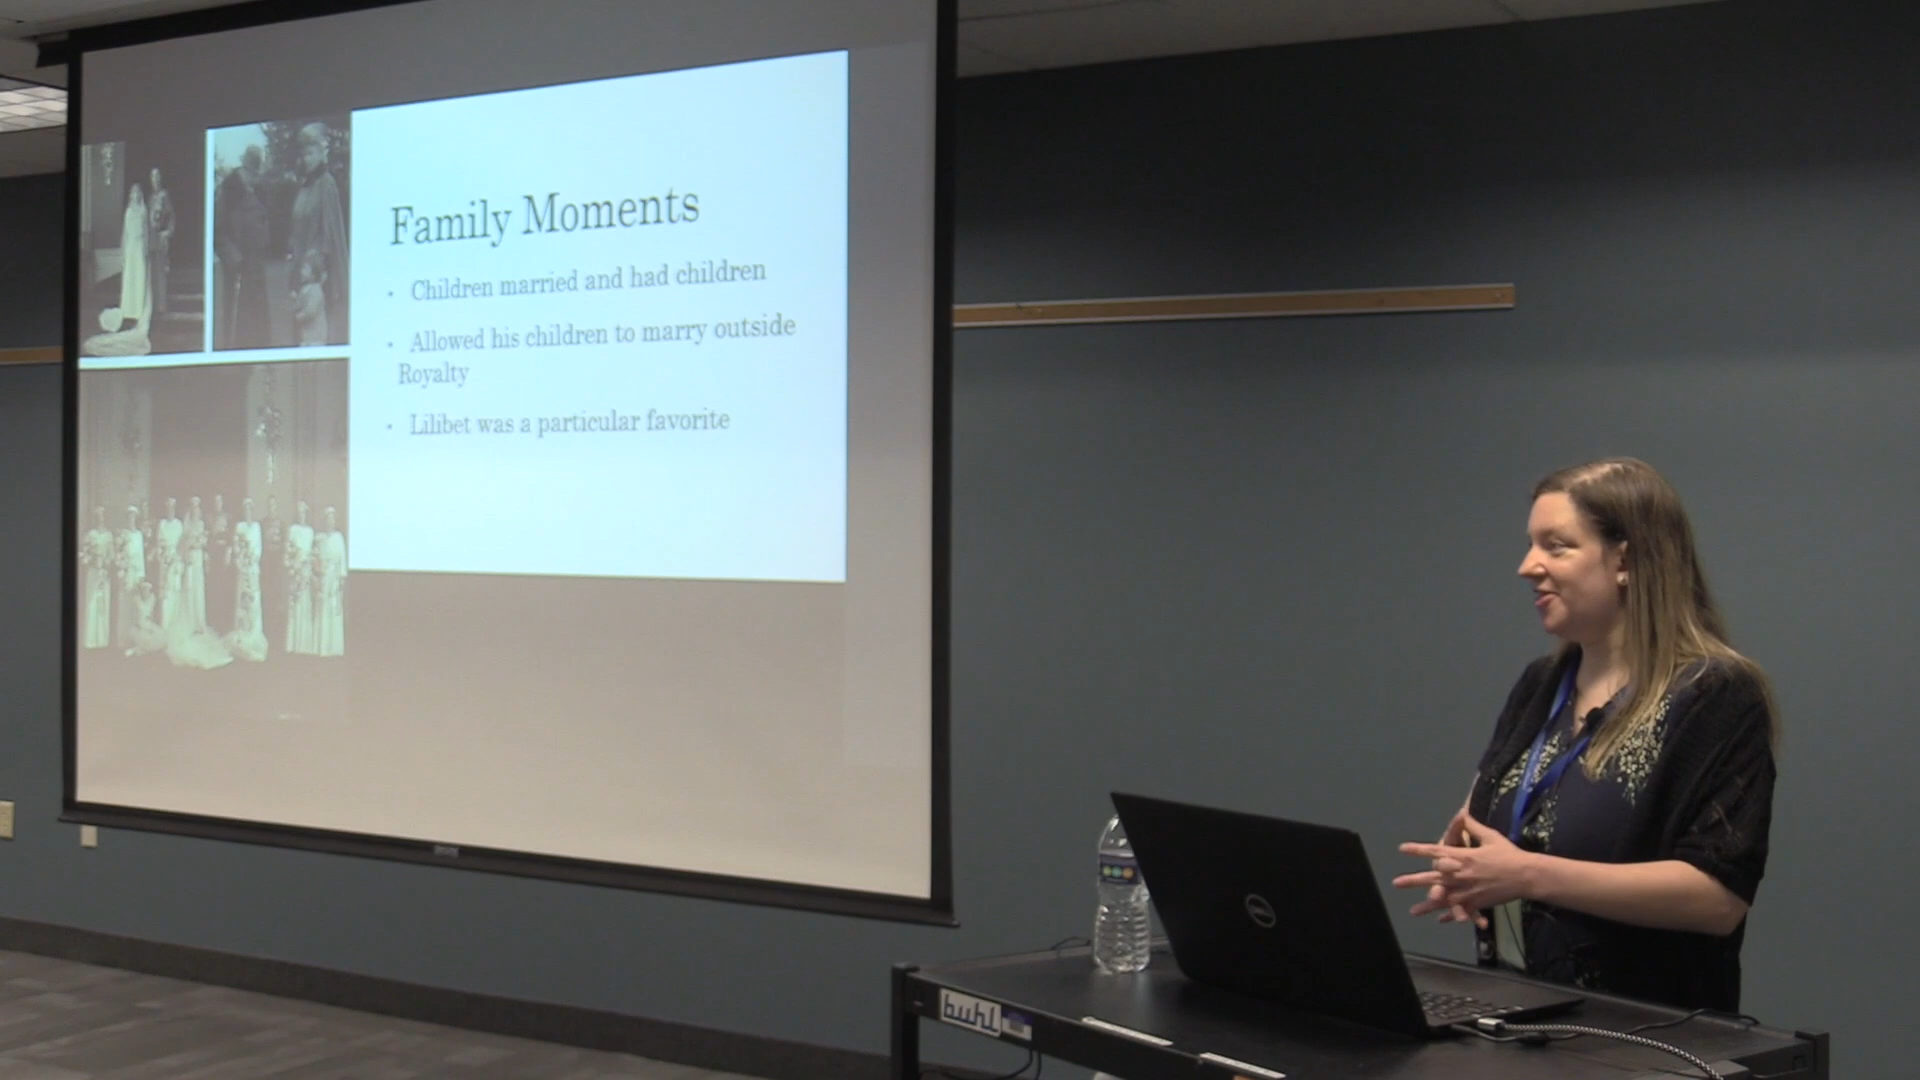 Family Moments
• Children married and had children
• Allowed his children to marry outside
Royalty
• Lilibet was a particular favorite
DELL
buhl